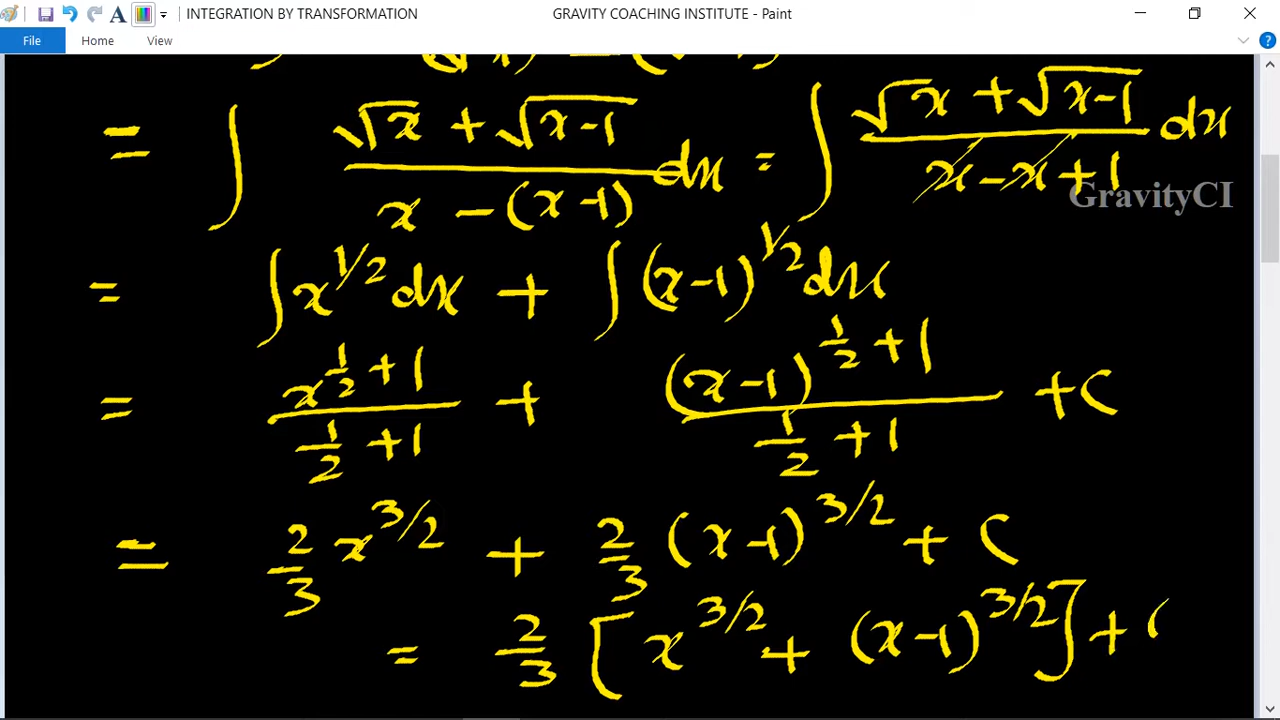 INTEGRATION BY TRANSFORMATION GRAVITY COACHING INSTITUTE - Paint
File Home View
= ∫ (√x + √(x-1))/(x - (x-1)) dx = ∫ (√x + √(x-1))/(x - x + 1) dx
GravityCI
= ∫ x^(1/2) dx + ∫ (x-1)^(1/2) dx
= x^(1/2 + 1)/(1/2 + 1) + (x-1)^(1/2 + 1)/(1/2 + 1) + C
= 2/3 x^(3/2) + 2/3 (x-1)^(3/2) + C
= 2/3 [x^(3/2) + (x-1)^(3/2)] + C